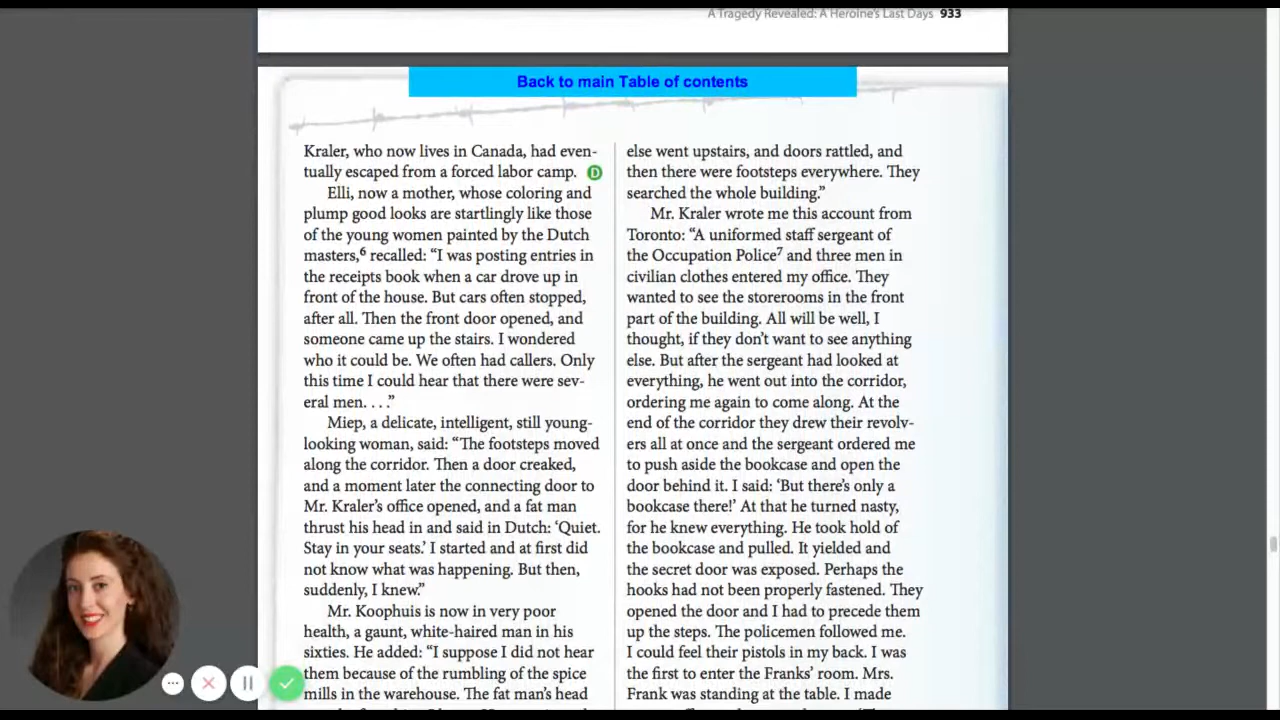 A Tragedy Revealed: A Heroine's Last Days 933
Back to main Table of contents
Kraler, who now lives in Canada, had even-
tually escaped from a forced labor camp. D
Elli, now a mother, whose coloring and
plump good looks are startlingly like those
of the young women painted by the Dutch
masters,⁶ recalled: “I was posting entries in
the receipts book when a car drove up in
front of the house. But cars often stopped,
after all. Then the front door opened, and
someone came up the stairs. I wondered
who it could be. We often had callers. Only
this time I could hear that there were sev-
eral men. . . .”
Miep, a delicate, intelligent, still young-
looking woman, said: “The footsteps moved
along the corridor. Then a door creaked,
and a moment later the connecting door to
Mr. Kraler’s office opened, and a fat man
thrust his head in and said in Dutch: ‘Quiet.
Stay in your seats.’ I started and at first did
not know what was happening. But then,
suddenly, I knew.”
Mr. Koophuis is now in very poor
health, a gaunt, white-haired man in his
sixties. He added: “I suppose I did not hear
them because of the rumbling of the spice
mills in the warehouse. The fat man’s head
else went upstairs, and doors rattled, and
then there were footsteps everywhere. They
searched the whole building.”
Mr. Kraler wrote me this account from
Toronto: “A uniformed staff sergeant of
the Occupation Police⁷ and three men in
civilian clothes entered my office. They
wanted to see the storerooms in the front
part of the building. All will be well, I
thought, if they don’t want to see anything
else. But after the sergeant had looked at
everything, he went out into the corridor,
ordering me again to come along. At the
end of the corridor they drew their revolv-
ers all at once and the sergeant ordered me
to push aside the bookcase and open the
door behind it. I said: ‘But there’s only a
bookcase there!’ At that he turned nasty,
for he knew everything. He took hold of
the bookcase and pulled. It yielded and
the secret door was exposed. Perhaps the
hooks had not been properly fastened. They
opened the door and I had to precede them
up the steps. The policemen followed me.
I could feel their pistols in my back. I was
the first to enter the Franks’ room. Mrs.
Frank was standing at the table. I made